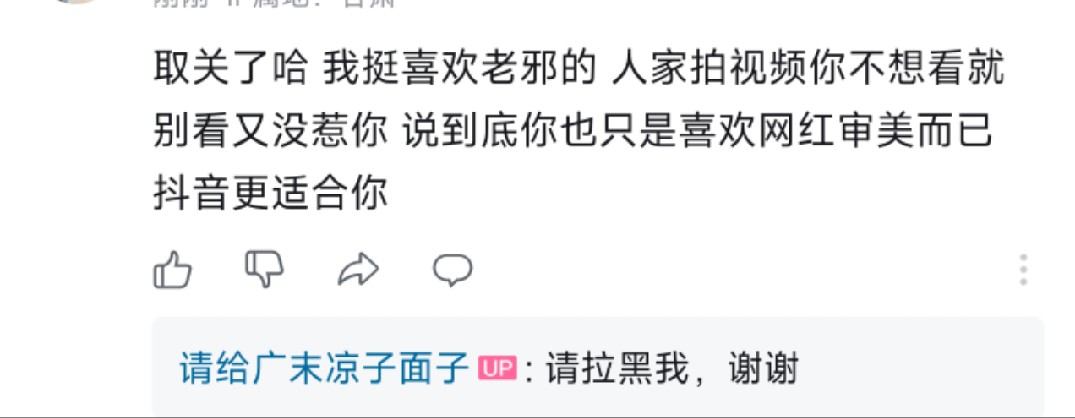 取关了哈 我挺喜欢老邪的 人家拍视频你不想看就
别看又没惹你 说到底你也只是喜欢网红审美而已
抖音更适合你
请给广末凉子面子 UP : 请拉黑我，谢谢